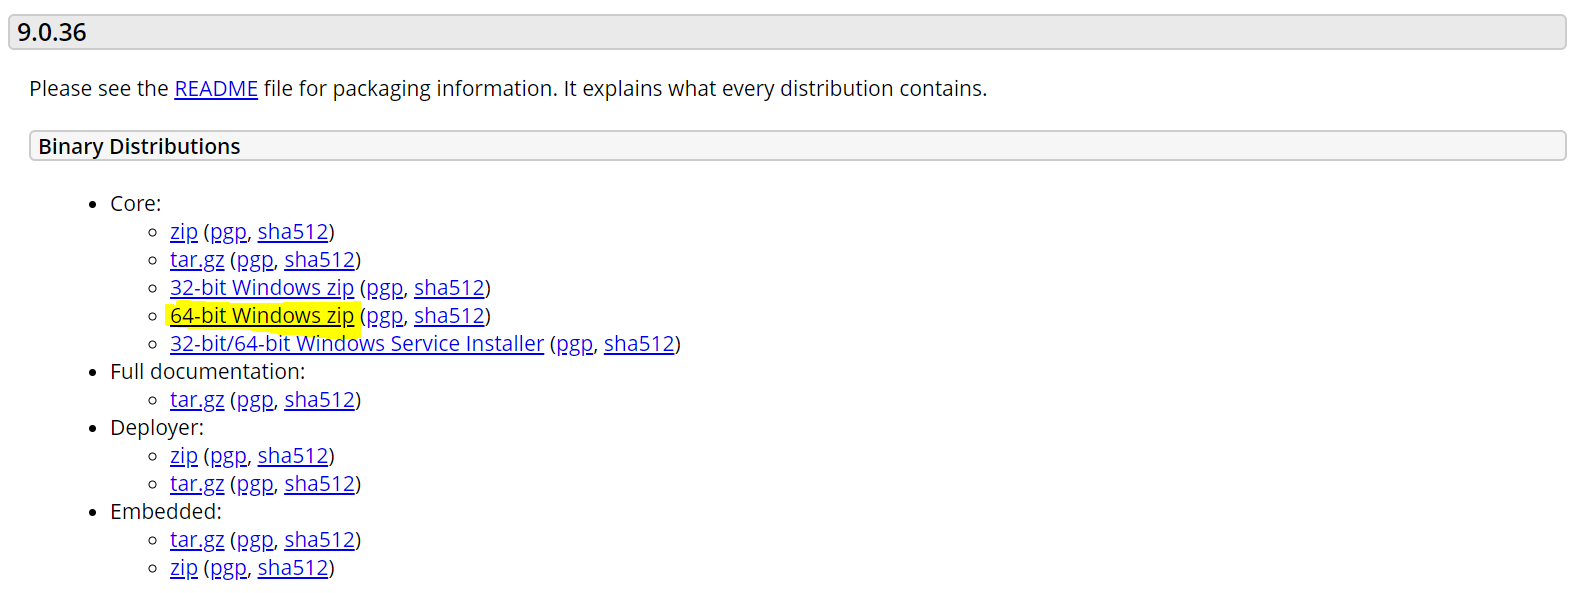 9.0.36
Please see the README file for packaging information. It explains what every distribution contains.
Binary Distributions
Core:
zip (pgp, sha512)
tar.gz (pgp, sha512)
32-bit Windows zip (pgp, sha512)
64-bit Windows zip (pgp, sha512)
32-bit/64-bit Windows Service Installer (pgp, sha512)
Full documentation:
tar.gz (pgp, sha512)
Deployer:
zip (pgp, sha512)
tar.gz (pgp, sha512)
Embedded:
tar.gz (pgp, sha512)
zip (pgp, sha512)